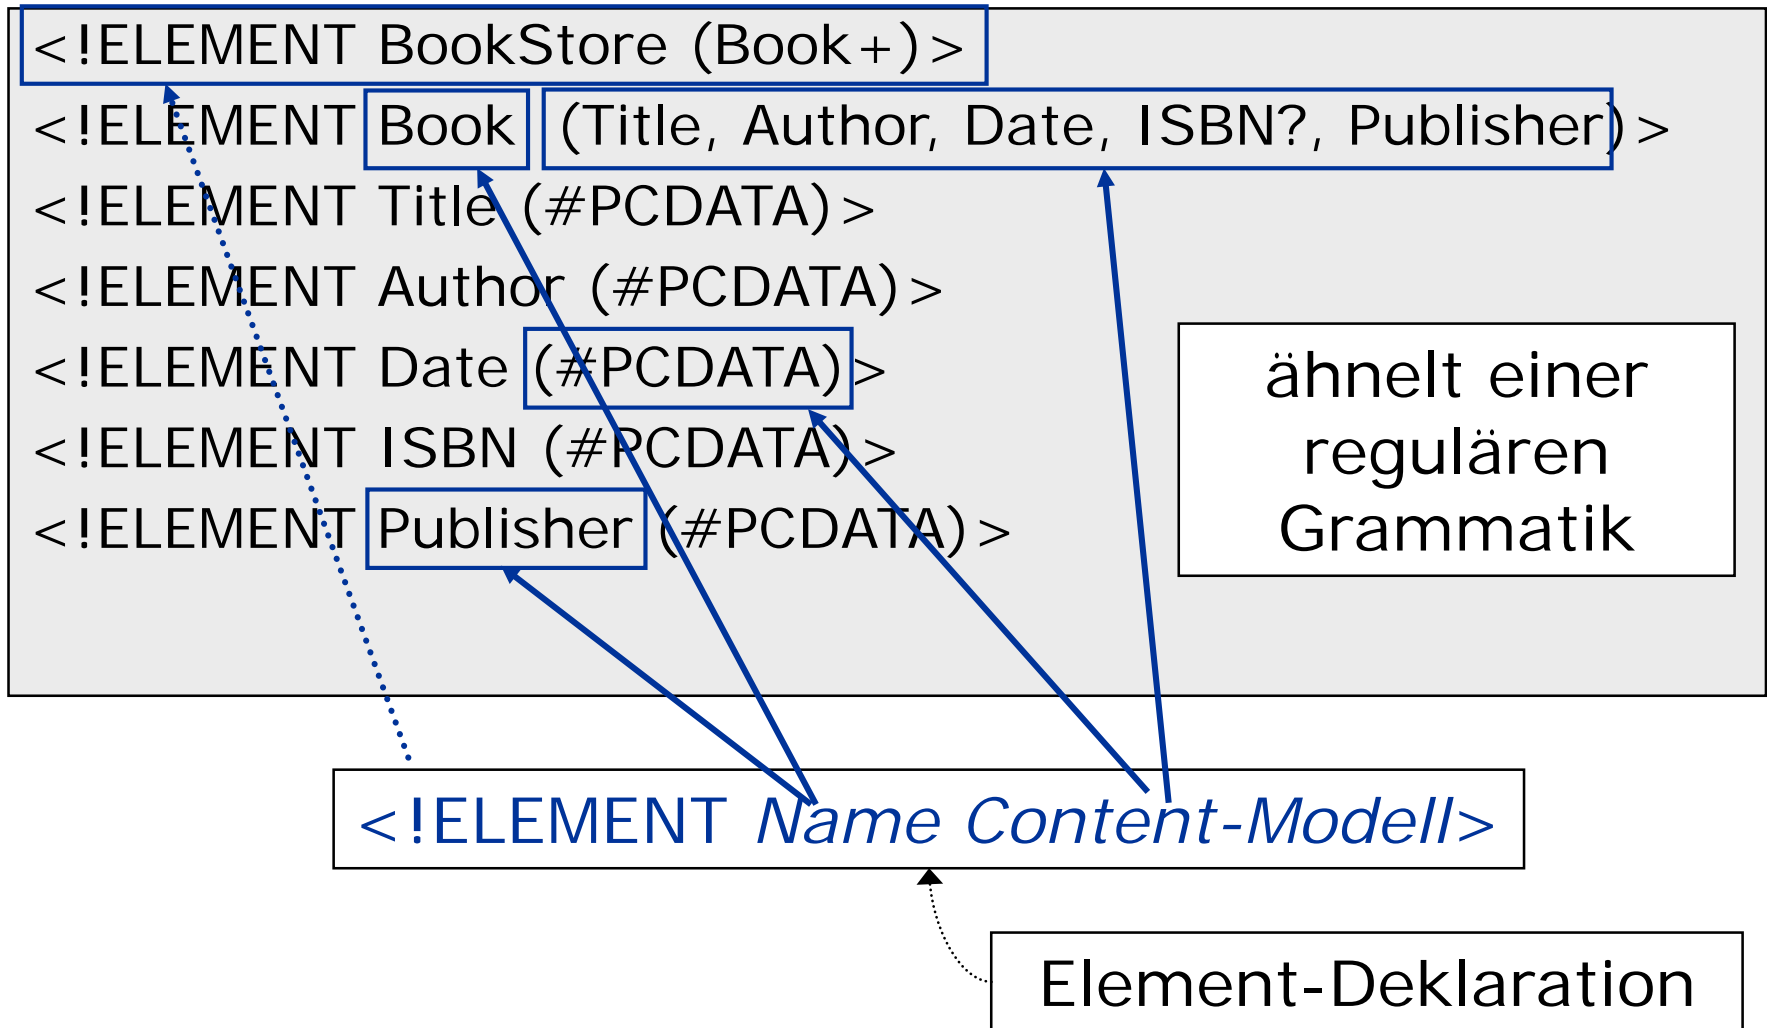 <!ELEMENT BookStore (Book+)>
<!ELEMENT Book (Title, Author, Date, ISBN?, Publisher)>
<!ELEMENT Title (#PCDATA)>
<!ELEMENT Author (#PCDATA)>
<!ELEMENT Date (#PCDATA)>
<!ELEMENT ISBN (#PCDATA)>
<!ELEMENT Publisher (#PCDATA)>
ähnelt einer
regulären
Grammatik
<!ELEMENT Name Content-Modell>
Element-Deklaration